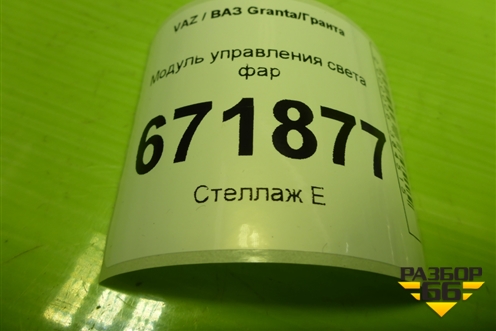 VAZ / ВАЗ Granta/Гранта
Модуль управления света
фар
671877
Стеллаж Е
РАЗБОР
66